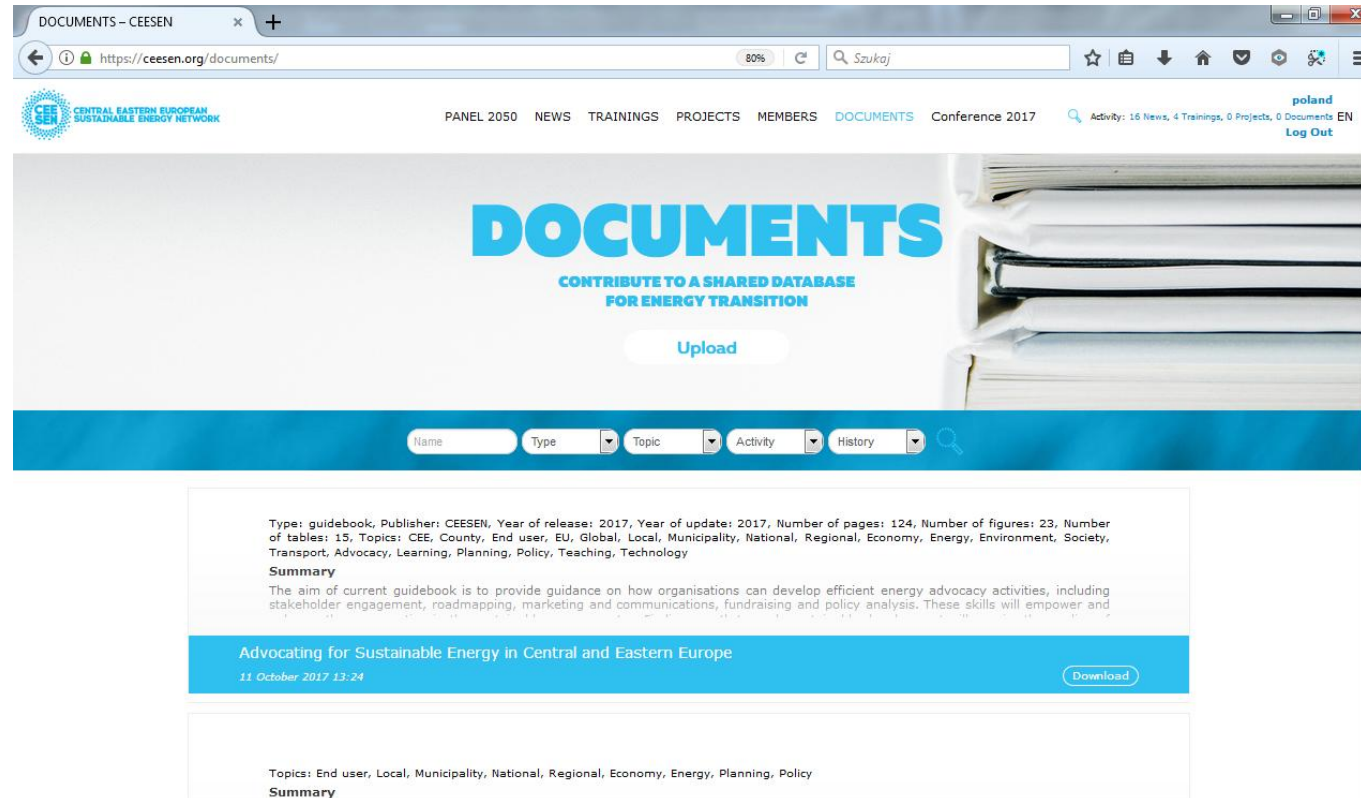 DOCUMENTS – CEESEN
https://ceesen.org/documents/
80%
Szukaj
CEE SEN
CENTRAL EASTERN EUROPEAN
SUSTAINABLE ENERGY NETWORK
PANEL 2050 NEWS TRAININGS PROJECTS MEMBERS DOCUMENTS Conference 2017
poland
Activity: 16 News, 4 Trainings, 0 Projects, 0 Documents EN
Log Out
DOCUMENTS
CONTRIBUTE TO A SHARED DATABASE
FOR ENERGY TRANSITION
Upload
Name Type Topic Activity History
Type: guidebook, Publisher: CEESEN, Year of release: 2017, Year of update: 2017, Number of pages: 124, Number of figures: 23, Number
of tables: 15, Topics: CEE, County, End user, EU, Global, Local, Municipality, National, Regional, Economy, Energy, Environment, Society,
Transport, Advocacy, Learning, Planning, Policy, Teaching, Technology
Summary
The aim of current guidebook is to provide guidance on how organisations can develop efficient energy advocacy activities, including
stakeholder engagement, roadmapping, marketing and communications, fundraising and policy analysis. These skills will empower and
Advocating for Sustainable Energy in Central and Eastern Europe
11 October 2017 13:24
Download
Topics: End user, Local, Municipality, National, Regional, Economy, Energy, Planning, Policy
Summary